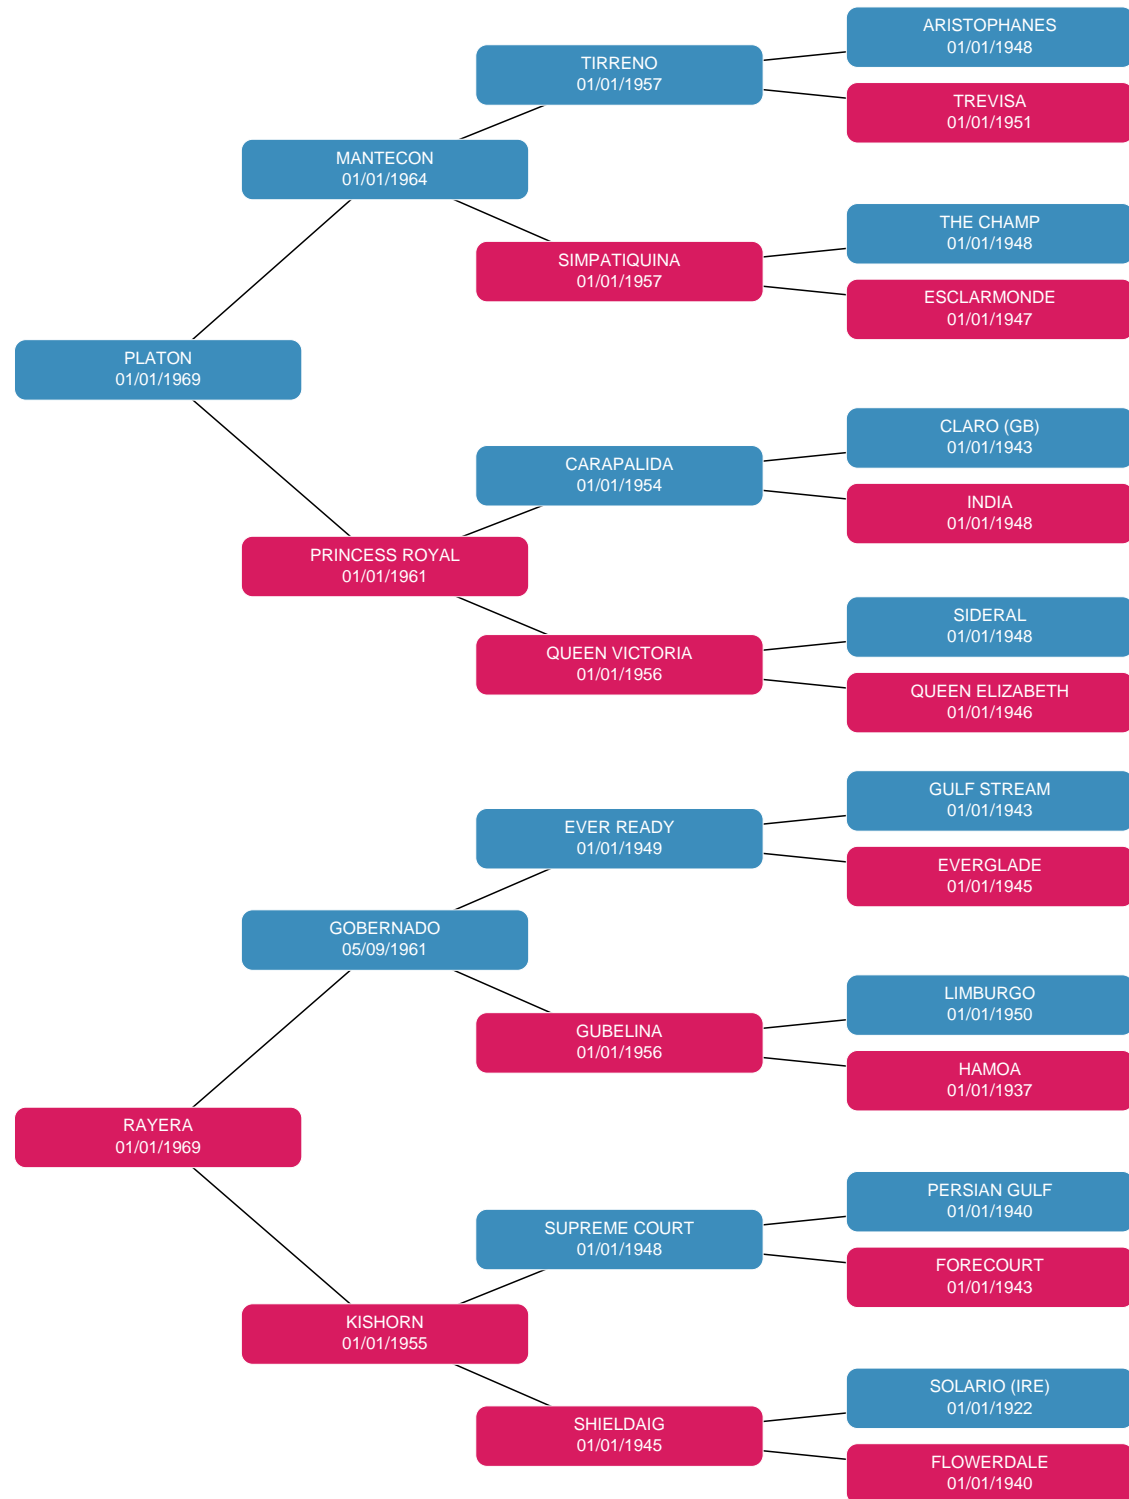 ARISTOPHANES
01/01/1948
TIRRENO
01/01/1957
TREVISA
01/01/1951
MANTECON
01/01/1964
THE CHAMP
01/01/1948
SIMPATIQUINA
01/01/1957
ESCLARMONDE
01/01/1947
PLATON
01/01/1969
CLARO (GB)
01/01/1943
CARAPALIDA
01/01/1954
INDIA
01/01/1948
PRINCESS ROYAL
01/01/1961
SIDERAL
01/01/1948
QUEEN VICTORIA
01/01/1956
QUEEN ELIZABETH
01/01/1946
GULF STREAM
01/01/1943
EVER READY
01/01/1949
EVERGLADE
01/01/1945
GOBERNADO
05/09/1961
LIMBURGO
01/01/1950
GUBELINA
01/01/1956
HAMOA
01/01/1937
RAYERA
01/01/1969
PERSIAN GULF
01/01/1940
SUPREME COURT
01/01/1948
FORECOURT
01/01/1943
KISHORN
01/01/1955
SOLARIO (IRE)
01/01/1922
SHIELDAIG
01/01/1945
FLOWERDALE
01/01/1940